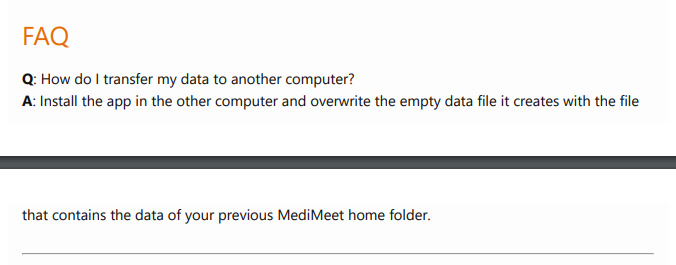 FAQ
Q: How do I transfer my data to another computer?
A: Install the app in the other computer and overwrite the empty data file it creates with the file
that contains the data of your previous MediMeet home folder.